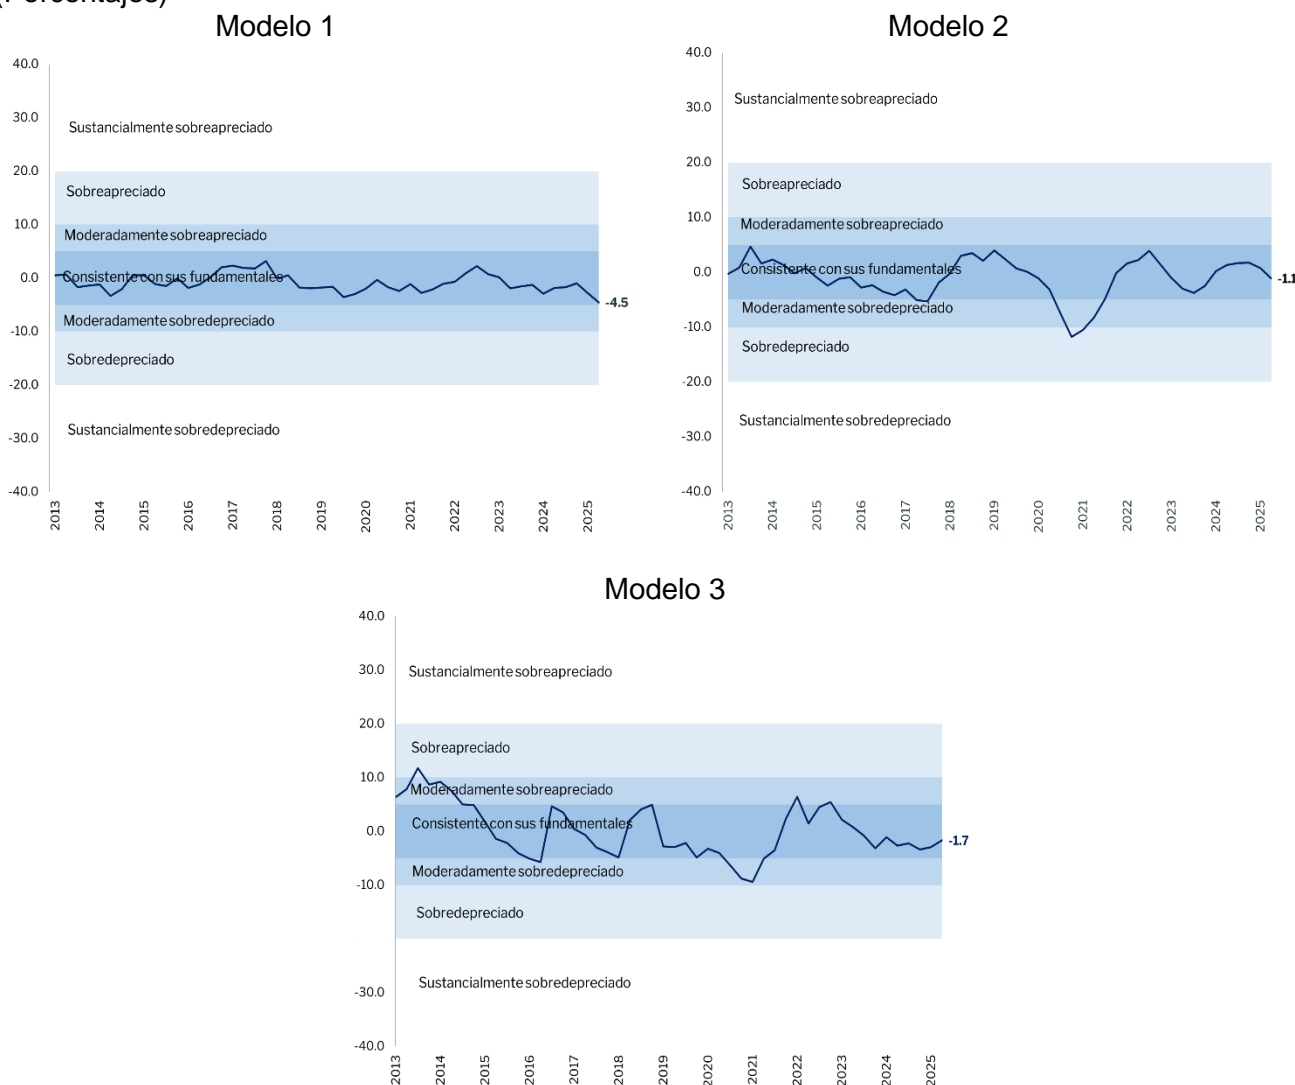 (Porcentajes)
Modelo 1
40.0
30.0
20.0
10.0
0.0
-10.0
-20.0
-30.0
-40.0
Sustancialmente sobreapreciado
Sobreapreciado
Moderadamente sobreapreciado
Consistente con sus fundamentales
Moderadamente sobredepreciado
Sobredepreciado
Sustancialmente sobredepreciado
-4.5
2013
2014
2015
2016
2017
2018
2019
2020
2021
2022
2023
2024
2025
Modelo 2
40.0
30.0
20.0
10.0
0.0
-10.0
-20.0
-30.0
-40.0
Sustancialmente sobreapreciado
Sobreapreciado
Moderadamente sobreapreciado
Consistente con sus fundamentales
Moderadamente sobredepreciado
Sobredepreciado
Sustancialmente sobredepreciado
-1.1
2013
2014
2015
2016
2017
2018
2019
2020
2021
2022
2023
2024
2025
Modelo 3
40.0
30.0
20.0
10.0
0.0
-10.0
-30.0
-40.0
Sustancialmente sobreapreciado
Sobreapreciado
Moderadamente sobreapreciado
Consistente con sus fundamentales
Moderadamente sobredepreciado
Sobredepreciado
Sustancialmente sobredepreciado
-1.7
2013
2014
2015
2016
2017
2018
2019
2020
2021
2022
2023
2024
2025